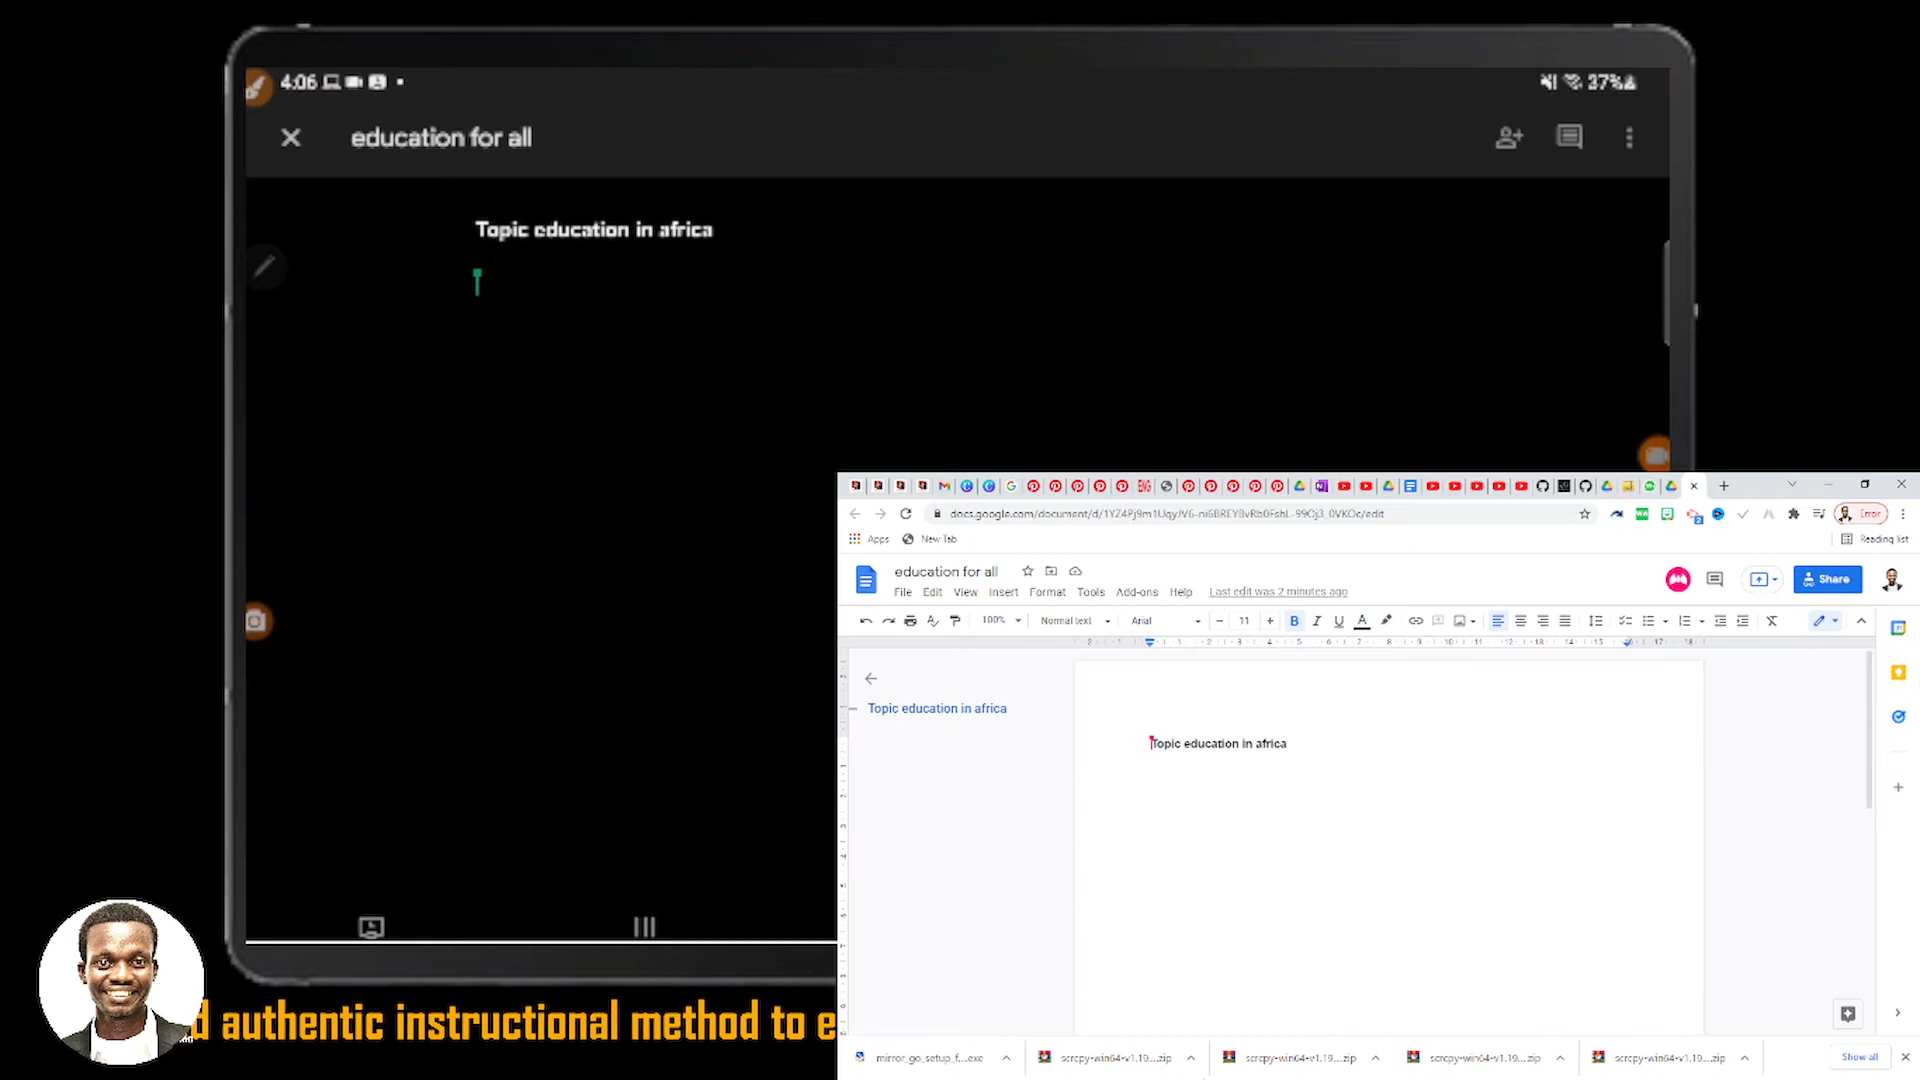 4:06
37%
education for all
Topic education in africa
docs.google.com/document/d/
/edit
Error
Apps
New Tab
Reading list
education for all
File Edit View Insert Format Tools Add-ons Help Last edit was 2 minutes ago
Share
100% Normal text Arial 11
Topic education in africa
Topic education in africa
d authentic instructional method to e
mirror_go_setup_f....exe
scrcpy-win64-v1.19....zip
scrcpy-win64-v1.19....zip
scrcpy-win64-v1.19....zip
scrcpy-win64-v1.19....zip
Show all